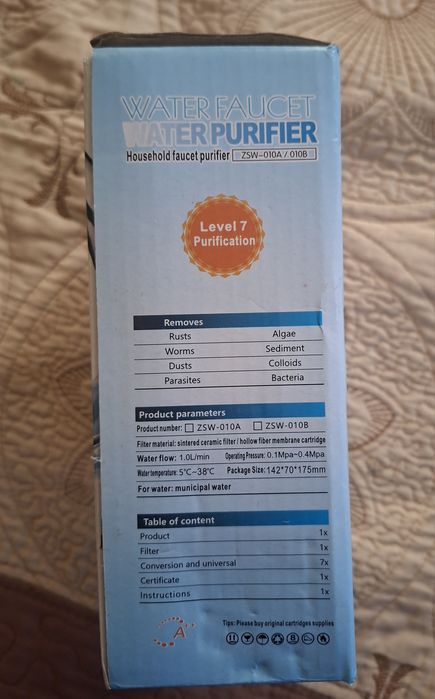 WATER FAUCET
WATER PURIFIER
Household faucet purifier ZSW-010A / 010B
Level 7
Purification
Removes
Rusts Algae
Worms Sediment
Dusts Colloids
Parasites Bacteria
Product parameters
Product number: ZSW-010A ZSW-010B
Filter material: sintered ceramic filter / hollow fiber membrane cartridge
Water flow: 1.0L/min Operating Pressure: 0.1Mpa~0.4Mpa
Water temperature: 5℃~38℃ Package Size: 142*70*175mm
For water: municipal water
Table of content
Product 1x
Filter 1x
Conversion and universal 7x
Certificate 1x
Instructions 1x
A
Tips: Please buy original cartridges supplies